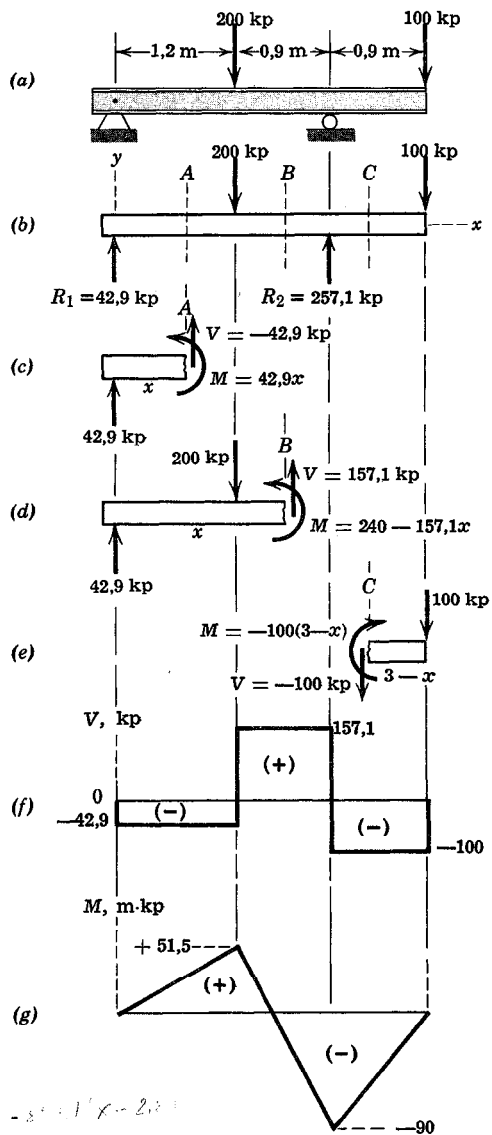 200 kp 100 kp
1,2 m 0,9 m 0,9 m
(a)
y A 200 kp B C 100 kp
(b) x
R₁ = 42,9 kp R₂ = 257,1 kp
A
V = —42,9 kp
(c) x M = 42,9x
42,9 kp
200 kp B V = 157,1 kp
(d) x M = 240 — 157,1x
42,9 kp
C 100 kp
M = —100(3—x)
(e)
V = —100 kp 3 — x
V, kp
157,1
(+)
0
(f) (—) (—)
—42,9
—100
M, m·kp
+ 51,5
(+)
(g)
(—)
—90